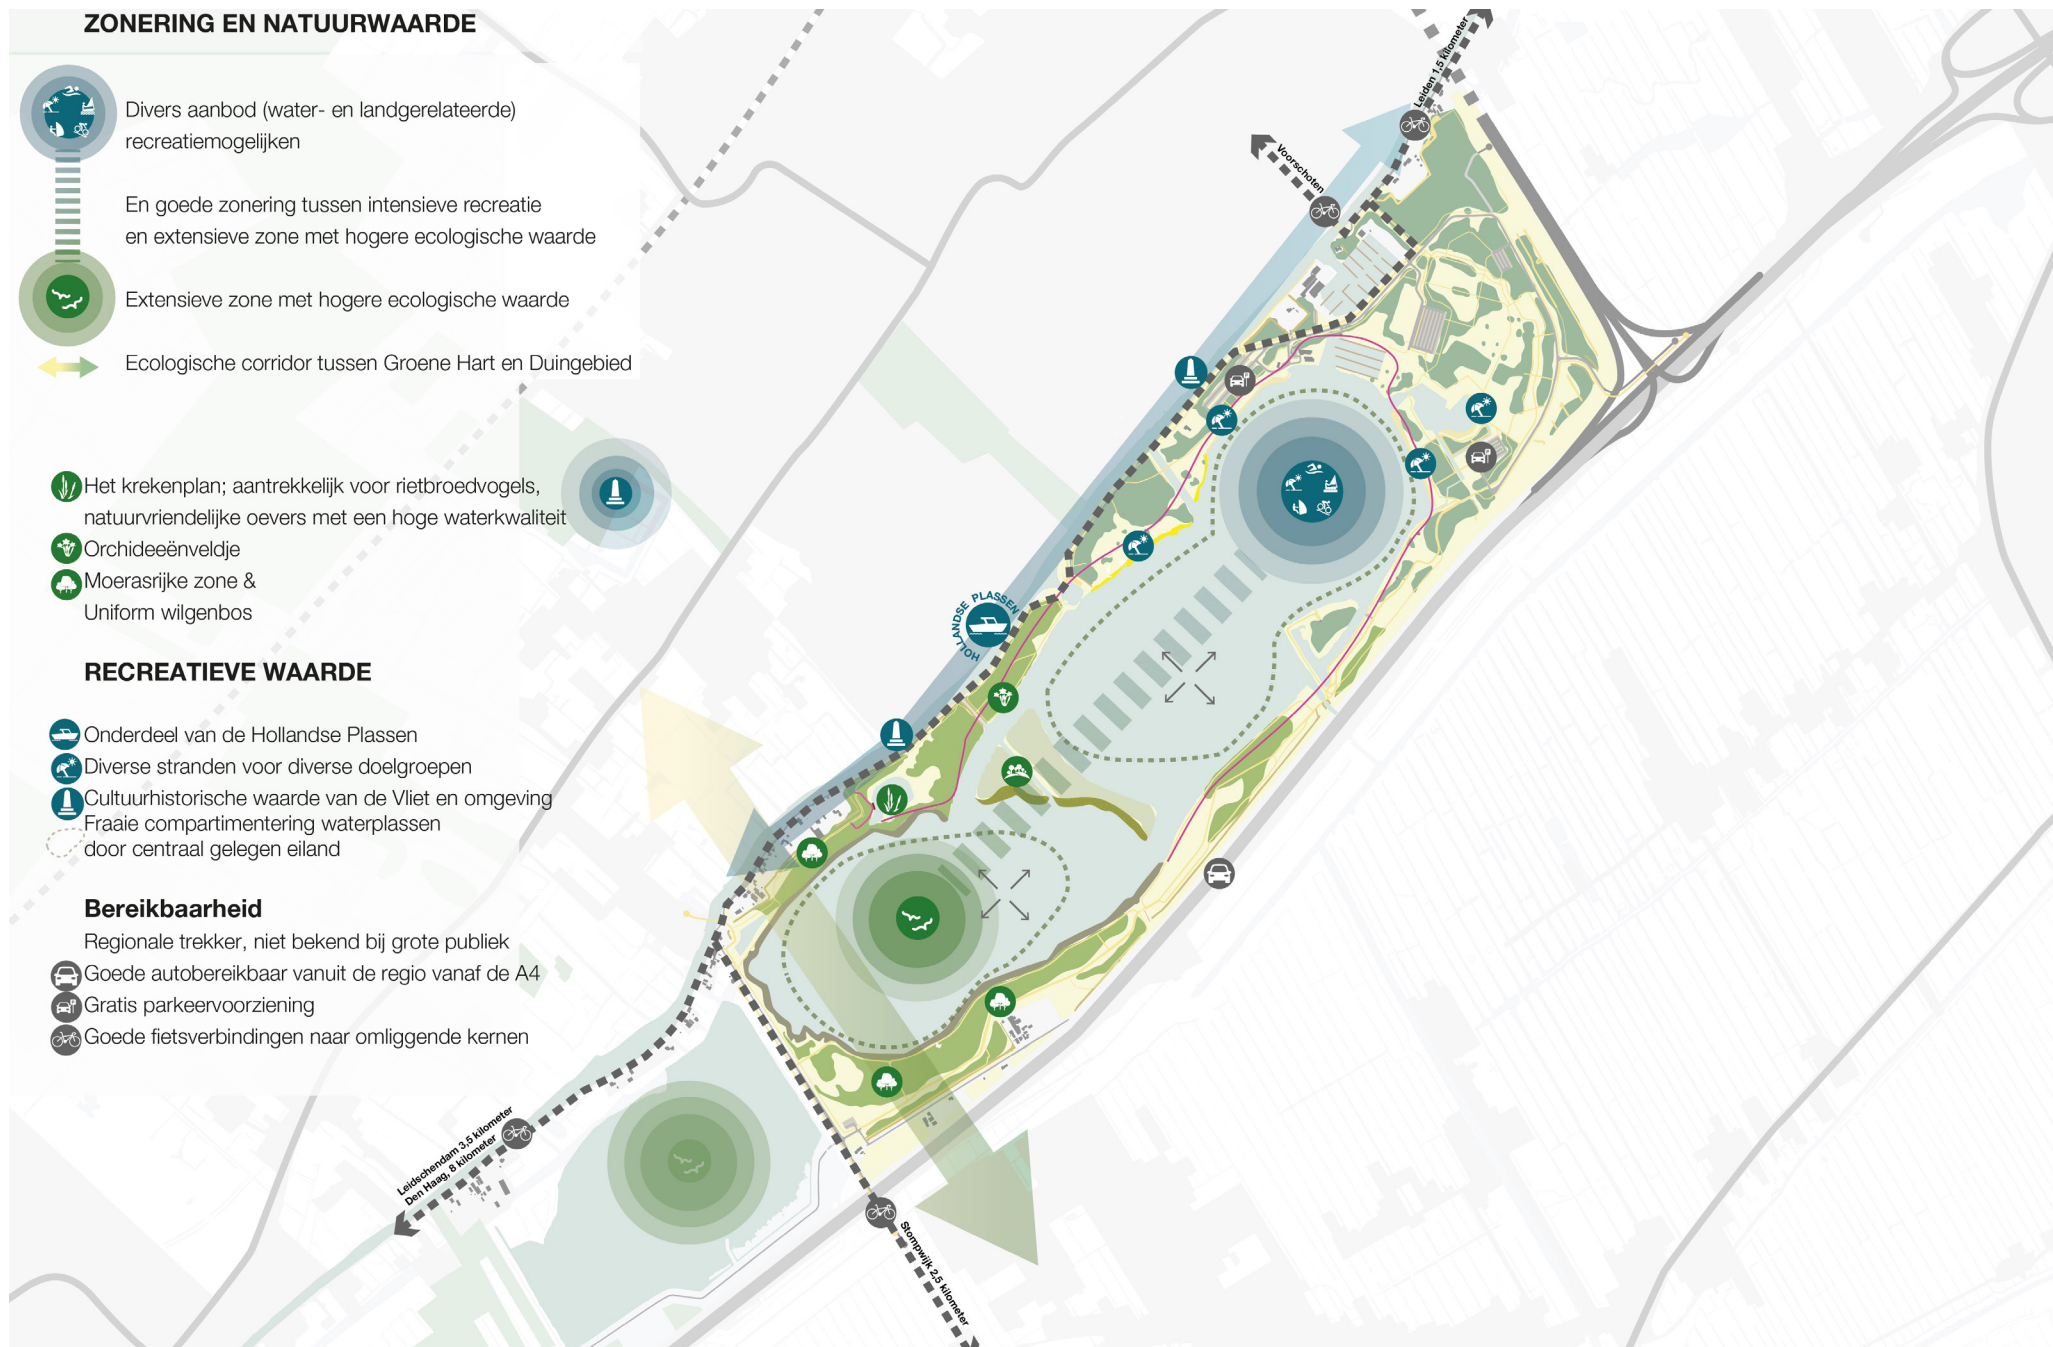 ZONERING EN NATUURWAARDE
Divers aanbod (water- en landgerelateerde)
recreatiemogelijken
En goede zonering tussen intensieve recreatie
en extensieve zone met hogere ecologische waarde
Extensieve zone met hogere ecologische waarde
Ecologische corridor tussen Groene Hart en Duingebied
Het krekenplan; aantrekkelijk voor rietbroedvogels,
natuurvriendelijke oevers met een hoge waterkwaliteit
Orchideeënveldje
Moerasrijke zone &
Uniform wilgenbos
RECREATIEVE WAARDE
Onderdeel van de Hollandse Plassen
Diverse stranden voor diverse doelgroepen
Cultuurhistorische waarde van de Vliet en omgeving
Fraaie compartimentering waterplassen
door centraal gelegen eiland
Bereikbaarheid
Regionale trekker, niet bekend bij grote publiek
Goede autobereikbaar vanuit de regio vanaf de A4
Gratis parkeervoorziening
Goede fietsverbindingen naar omliggende kernen
Leiden 1,5 kilometer
Voorschoten
HOLLANDSE PLASSEN
Leidschendam 3,5 kilometer
Den Haag, 8 kilometer
Stompwijk 2,5 kilometer